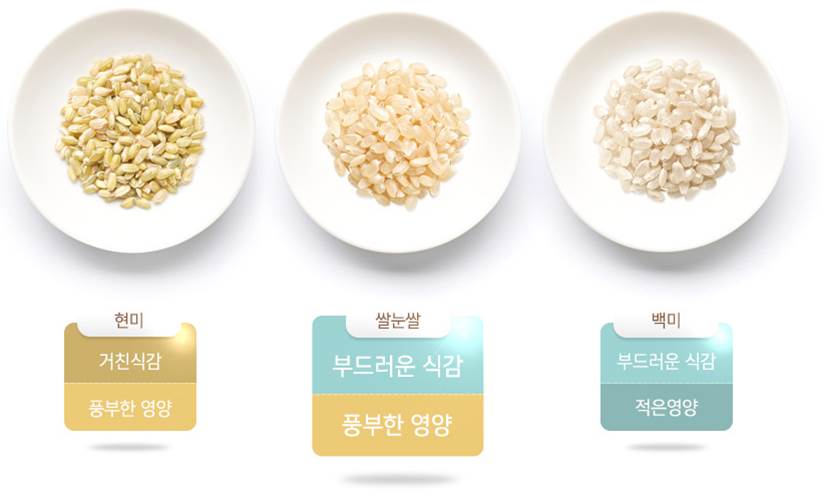 현미
거친식감
풍부한 영양
쌀눈쌀
부드러운 식감
풍부한 영양
백미
부드러운 식감
적은영양